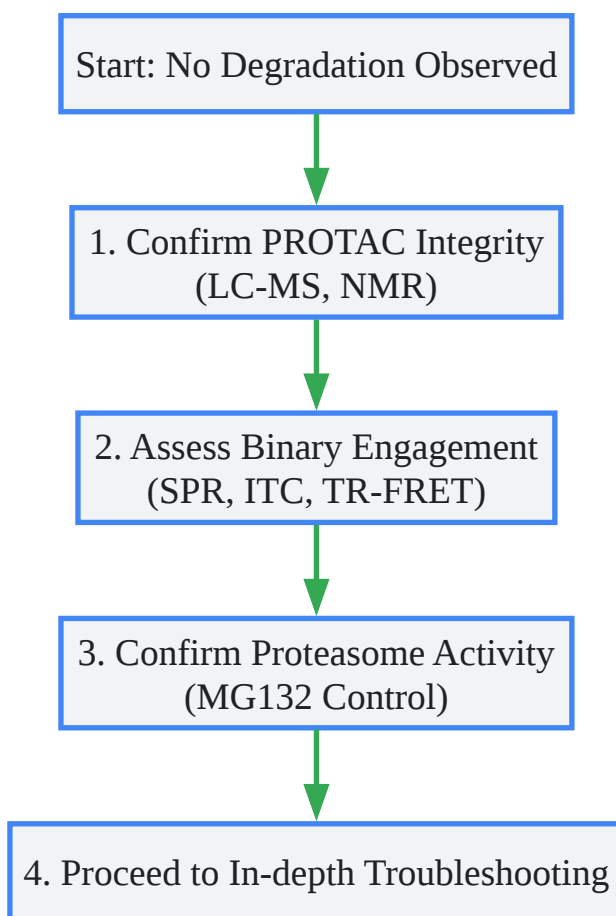 Start: No Degradation Observed
1. Confirm PROTAC Integrity
(LC-MS, NMR)
2. Assess Binary Engagement
(SPR, ITC, TR-FRET)
3. Confirm Proteasome Activity
(MG132 Control)
4. Proceed to In-depth Troubleshooting